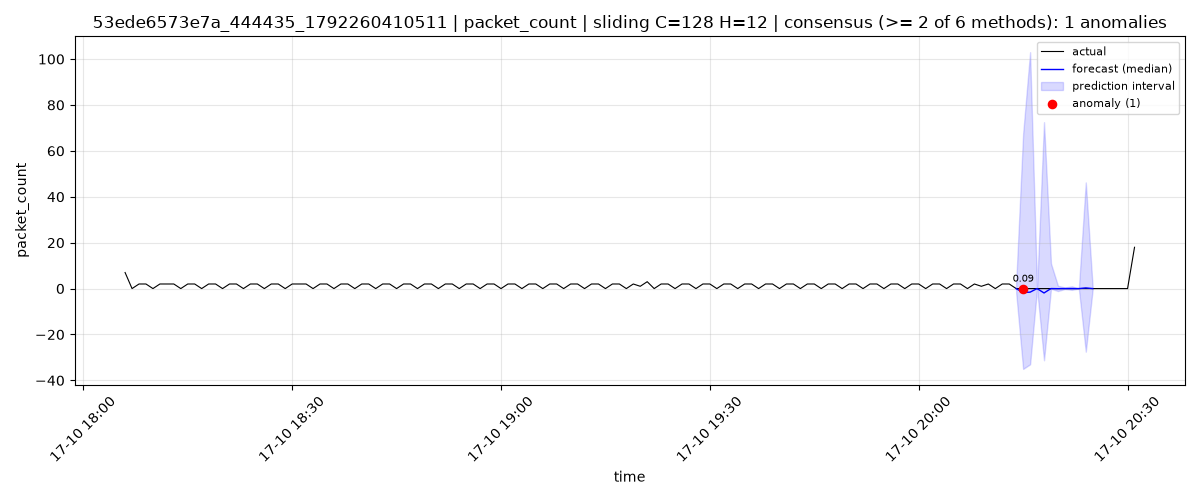 53ede6573e7a_444435_1792260410511 | packet_count | sliding C=128 H=12 | consensus (>= 2 of 6 methods): 1 anomalies
actual
forecast (median)
prediction interval
anomaly (1)
packet_count
100
80
60
40
20
0
−20
−40
0.09
17-10 18:00
17-10 18:30
17-10 19:00
17-10 19:30
17-10 20:00
17-10 20:30
time